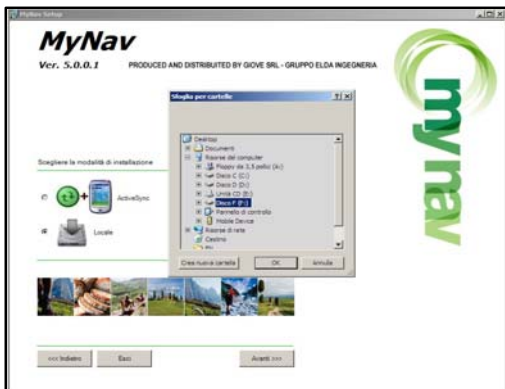 MyNav Setup
MyNav
Ver. 5.0.0.1
PRODUCED AND DISTRIBUITED BY GIOVE SRL - GRUPPO ELDA INGEGNERIA
Sfoglia per cartelle
Desktop
Documenti
Risorse del computer
Floppy da 3,5 pollici (A:)
Disco C (C:)
Disco D (D:)
Unità CD (E:)
Disco F (F:)
Pannello di controllo
Mobile Device
Risorse di rete
Cestino
Crea nuova cartella
OK
Annulla
Scegliere la modalità di installazione
ActiveSync
Locale
my nav
<<< Indietro
Esci
Avanti >>>